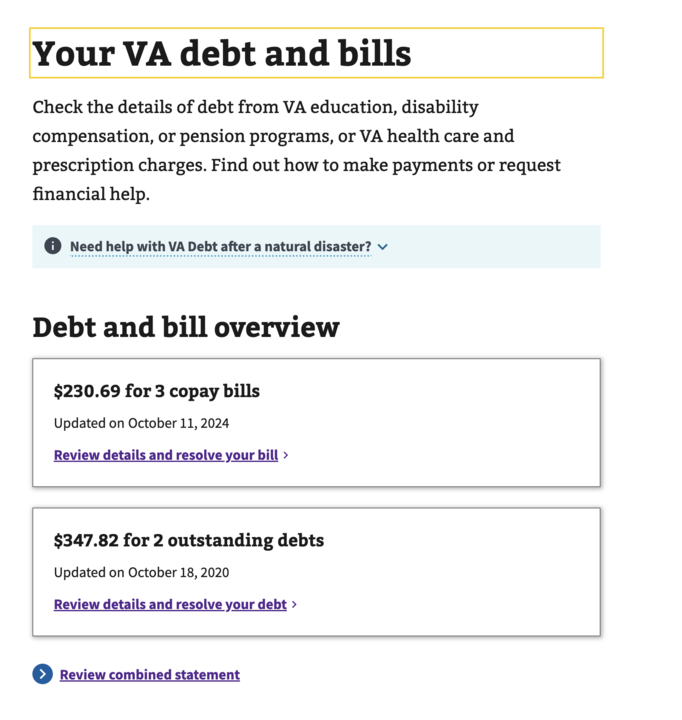 Your VA debt and bills
Check the details of debt from VA education, disability
compensation, or pension programs, or VA health care and
prescription charges. Find out how to make payments or request
financial help.
Need help with VA Debt after a natural disaster?
Debt and bill overview
$230.69 for 3 copay bills
Updated on October 11, 2024
Review details and resolve your bill
$347.82 for 2 outstanding debts
Updated on October 18, 2020
Review details and resolve your debt
Review combined statement